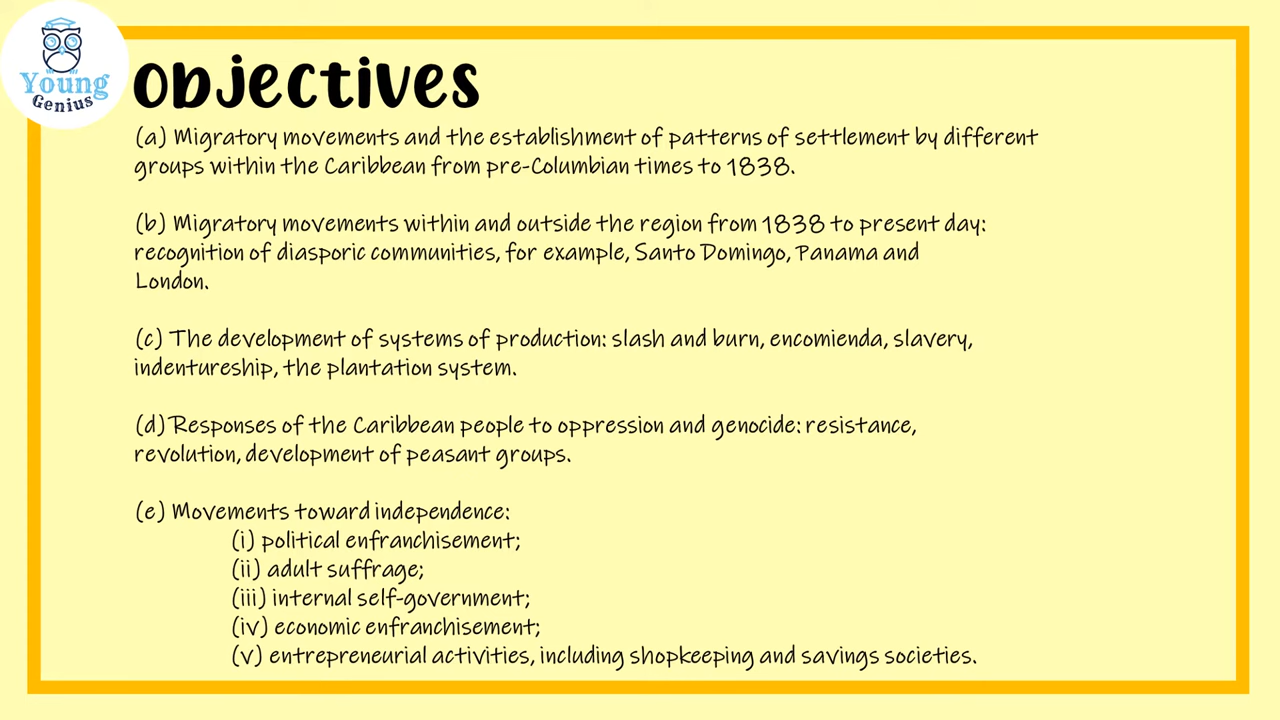 Young
Genius
Objectives
(a) Migratory movements and the establishment of patterns of settlement by different
groups within the Caribbean from pre-Columbian times to 1838.
(b) Migratory movements within and outside the region from 1838 to present day:
recognition of diasporic communities, for example, Santo Domingo, Panama and
London.
(c) The development of systems of production: slash and burn, encomienda, slavery,
indentureship, the plantation system.
(d) Responses of the Caribbean people to oppression and genocide: resistance,
revolution, development of peasant groups.
(e) Movements toward independence:
(i) political enfranchisement;
(ii) adult suffrage;
(iii) internal self-government;
(iv) economic enfranchisement;
(v) entrepreneurial activities, including shopkeeping and savings societies.